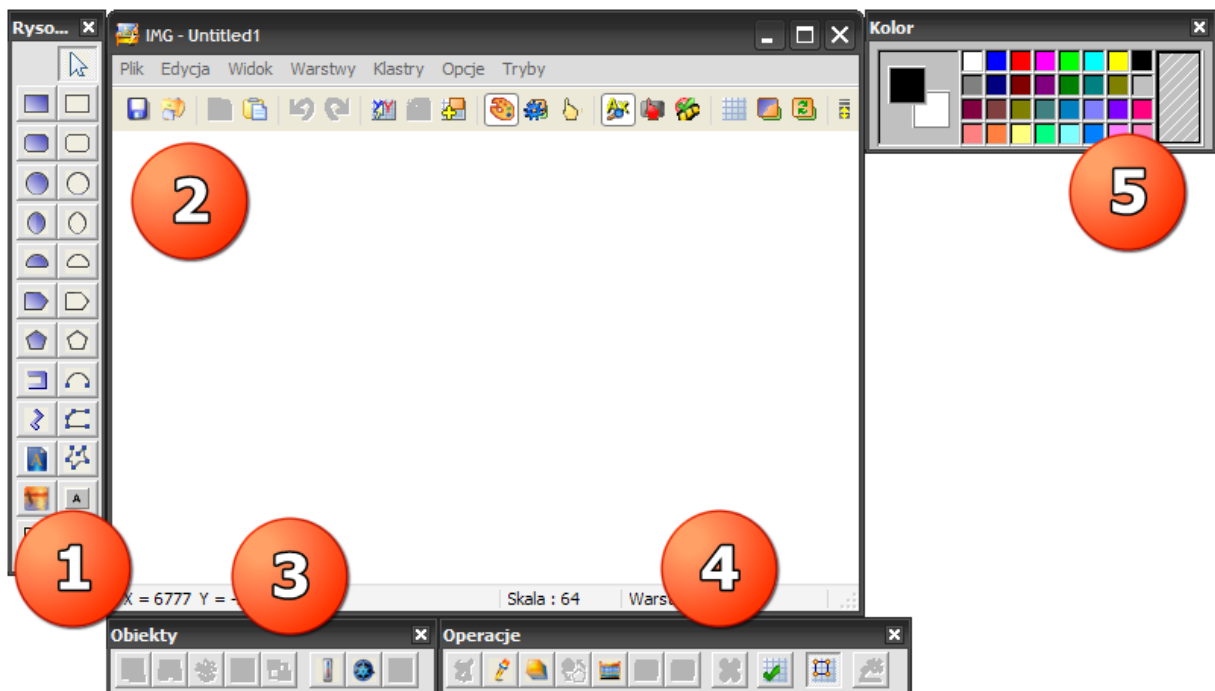 Ryso...
IMG - Untitled1
Kolor
Plik Edycja Widok Warstwy Klastry Opcje Tryby
2
5
A
A
1
3
4
X = 6777 Y = -
Skala : 64
Obiekty
Operacje